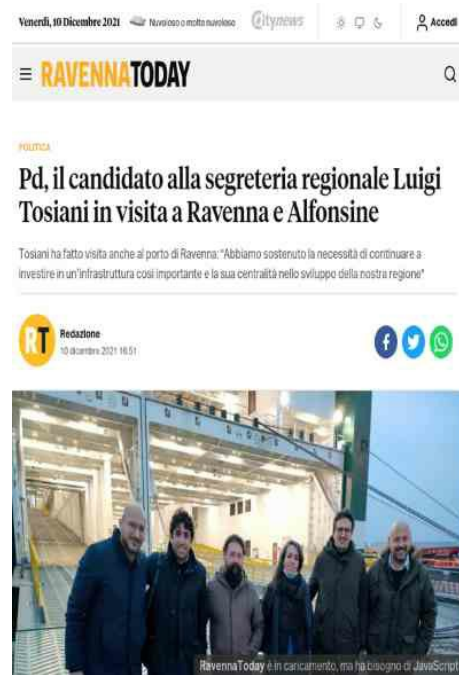 Venerdì, 10 Dicembre 2021 Nuvoloso o molto nuvoloso Citynews Accedi
RAVENNATODAY
POLITICA
Pd, il candidato alla segreteria regionale Luigi
Tosiani in visita a Ravenna e Alfonsine
Tosiani ha fatto visita anche al porto di Ravenna: "Abbiamo sostenuto la necessità di continuare a
investire in un'infrastruttura così importante e la sua centralità nello sviluppo della nostra regione"
RT
Redazione
10 dicembre 2021 16:51
RavennaToday è in caricamento, ma ha bisogno di JavaScript